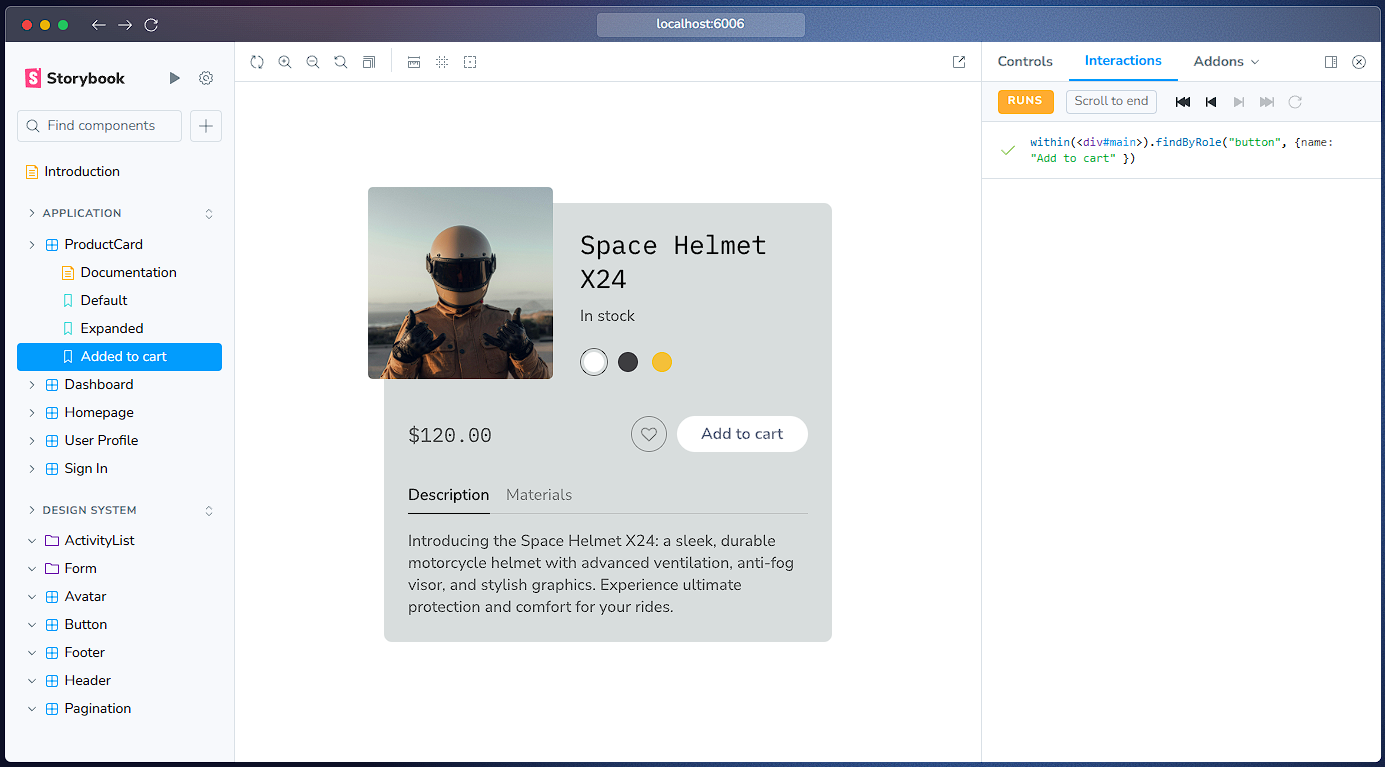 localhost:6006
Storybook
Find components
Introduction
APPLICATION
ProductCard
Documentation
Default
Expanded
Added to cart
Dashboard
Homepage
User Profile
Sign In
DESIGN SYSTEM
ActivityList
Form
Avatar
Button
Footer
Header
Pagination
Space Helmet
X24
In stock
$120.00
Add to cart
Description Materials
Introducing the Space Helmet X24: a sleek, durable
motorcycle helmet with advanced ventilation, anti-fog
visor, and stylish graphics. Experience ultimate
protection and comfort for your rides.
Controls Interactions Addons
RUNS Scroll to end
within(<div#main>).findByRole("button", {name:
"Add to cart" })